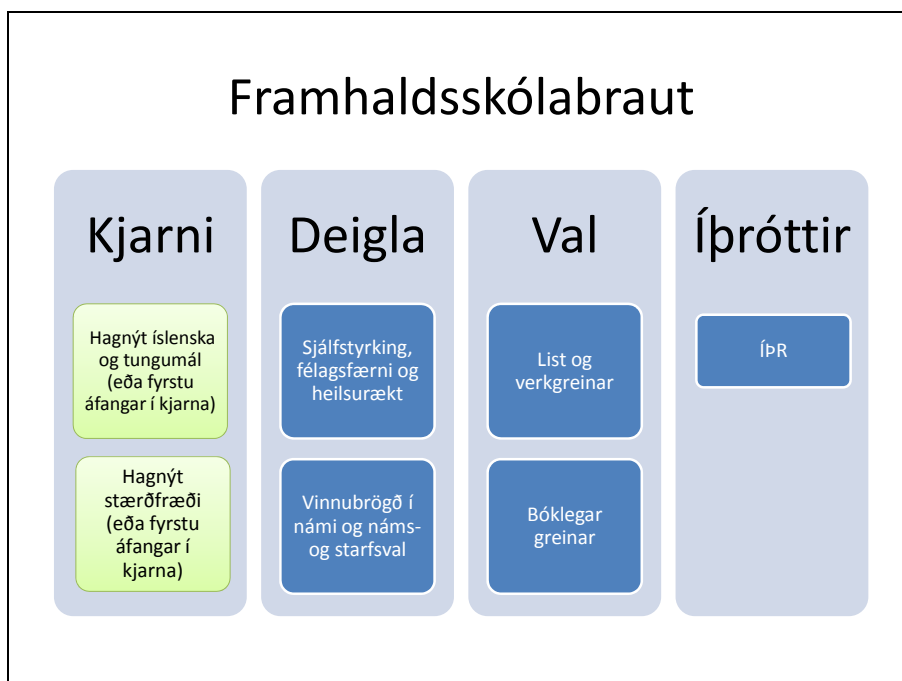 Framhaldsskólabraut
Kjarni
Hagnýt íslenska
og tungumál
(eða fyrstu
áfangar í kjarna)
Hagnýt
stærðfræði
(eða fyrstu
áfangar í
kjarna)
Deigla
Sjálfstyrking,
félagsfærni og
heilsurækt
Vinnubrögð í
námi og náms-
og starfsval
Val
List og
verkgreinar
Bóklegar
greinar
Íþróttir
ÍÞR